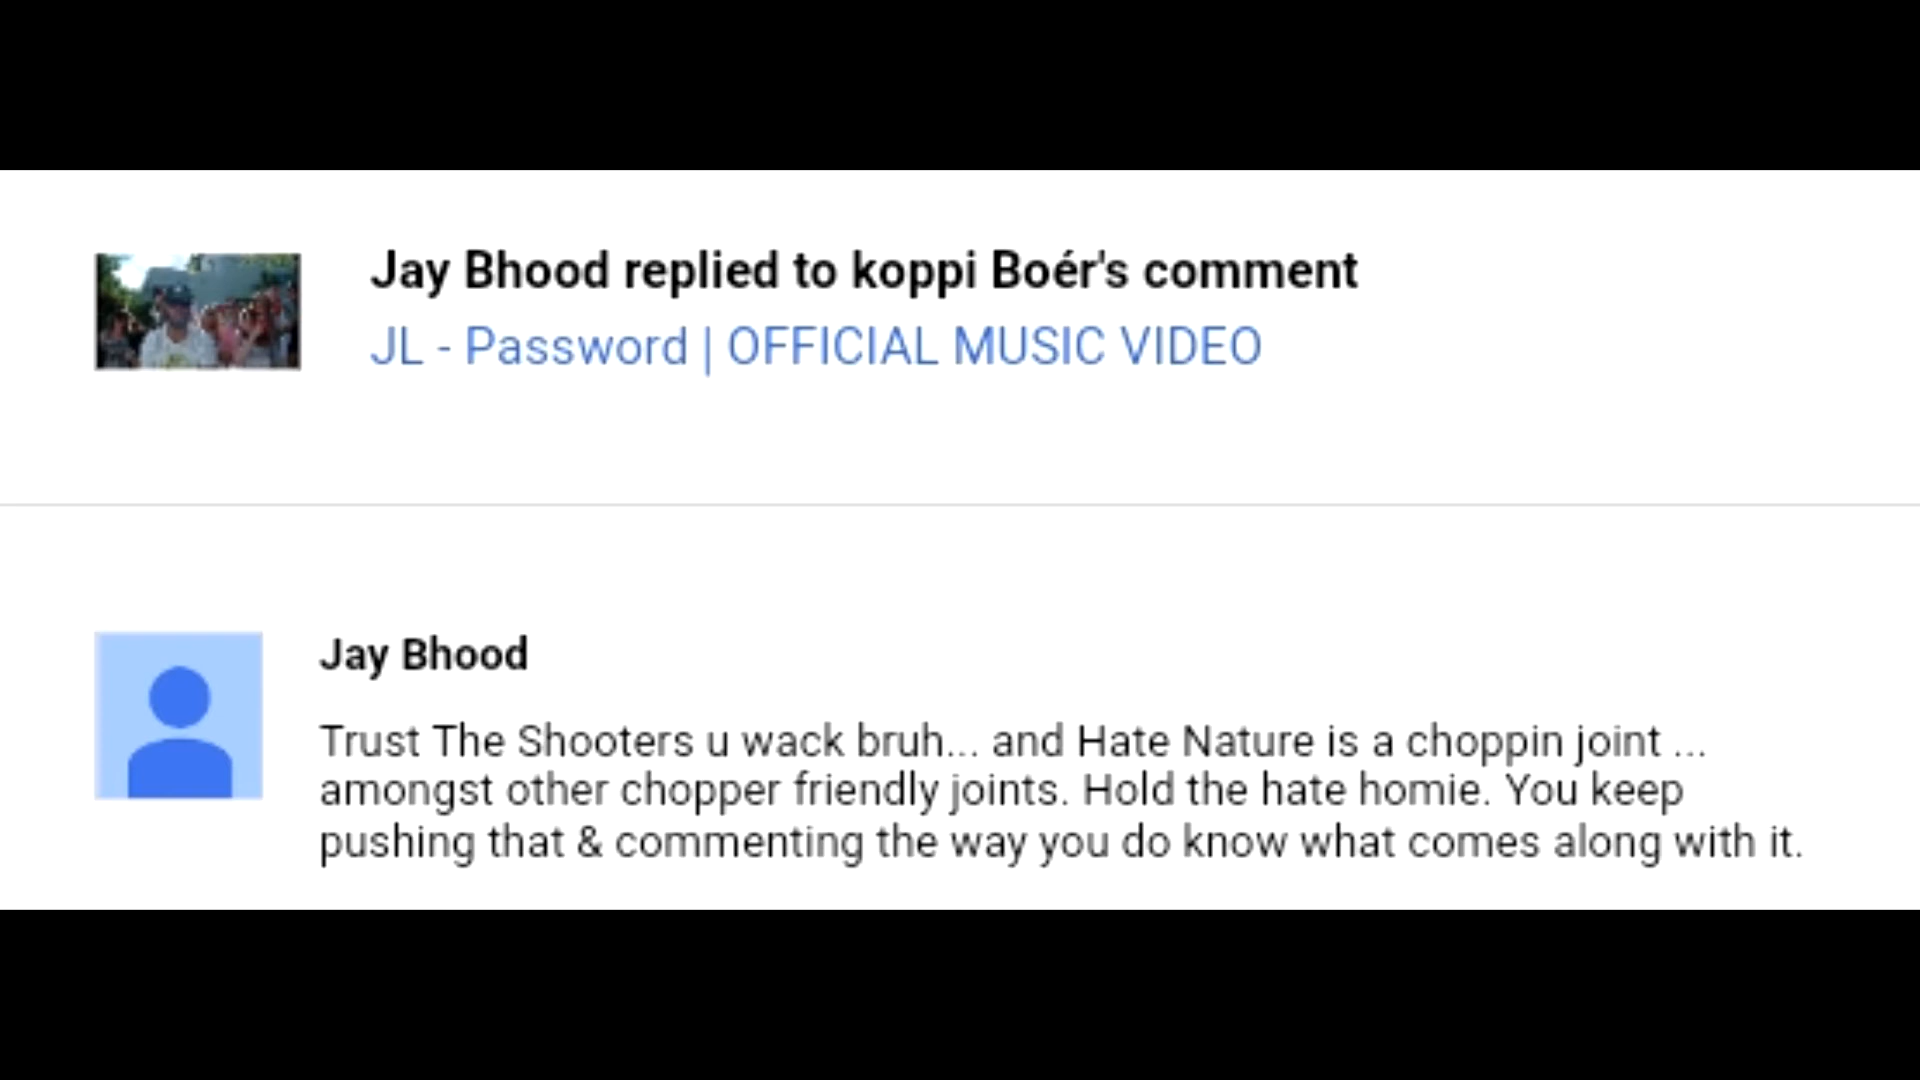 Jay Bhood replied to koppi Boér's comment
JL - Password | OFFICIAL MUSIC VIDEO
Jay Bhood
Trust The Shooters u wack bruh... and Hate Nature is a choppin joint ...
amongst other chopper friendly joints. Hold the hate homie. You keep
pushing that & commenting the way you do know what comes along with it.